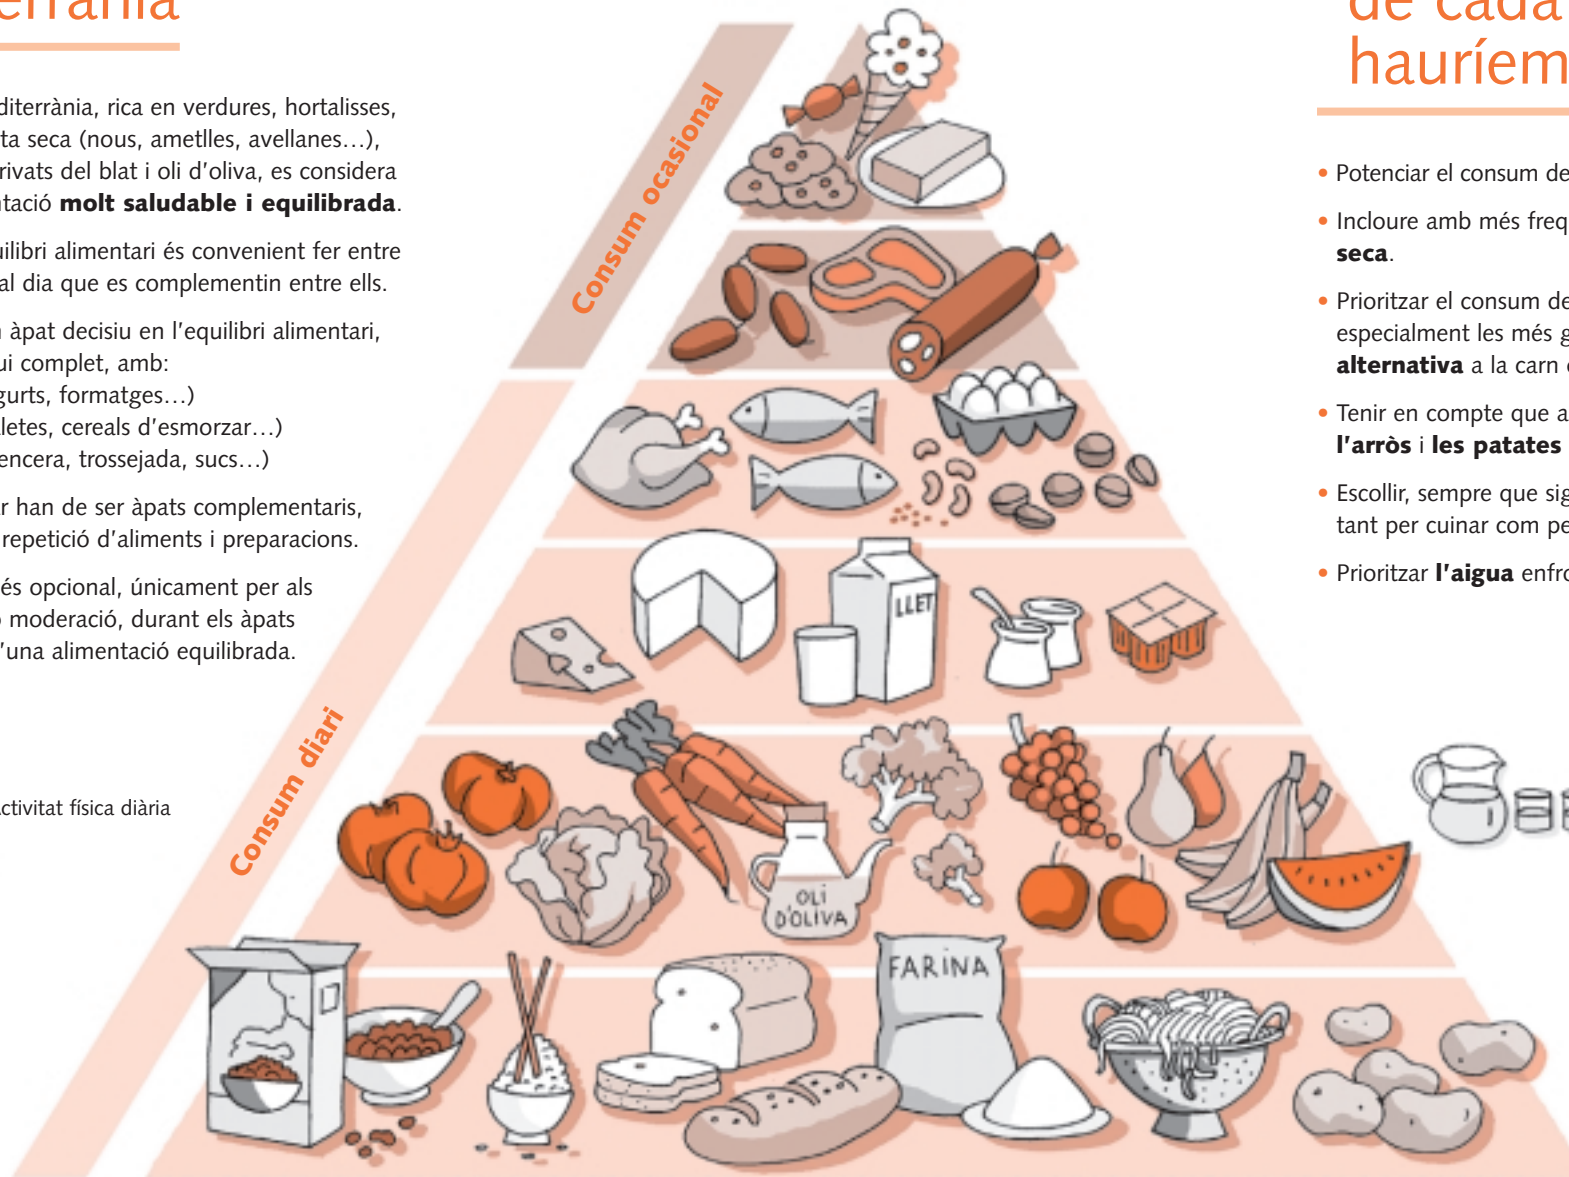 errània
diterrània, rica en verdures, hortalisses,
ta seca (nous, ametlles, avellanes…),
rivats del blat i oli d'oliva, es considera
ntació molt saludable i equilibrada.
uilibri alimentari és convenient fer entre
al dia que es complementin entre ells.
n àpat decisiu en l'equilibri alimentari,
ui complet, amb:
gurts, formatges…)
lletes, cereals d'esmorzar…)
encera, trossejada, sucs…)
r han de ser àpats complementaris,
repetició d'aliments i preparacions.
és opcional, únicament per als
o moderació, durant els àpats
l'una alimentació equilibrada.
ctivitat física diària
Consum ocasional
Consum diari
LLET
OLI
D'OLIVA
FARINA
de cada
hauríem
• Potenciar el consum de
• Incloure amb més freq
seca.
• Prioritzar el consum de
especialment les més g
alternativa a la carn
• Tenir en compte que a
l'arròs i les patates
• Escollir, sempre que sig
tant per cuinar com pe
• Prioritzar l'aigua enfro